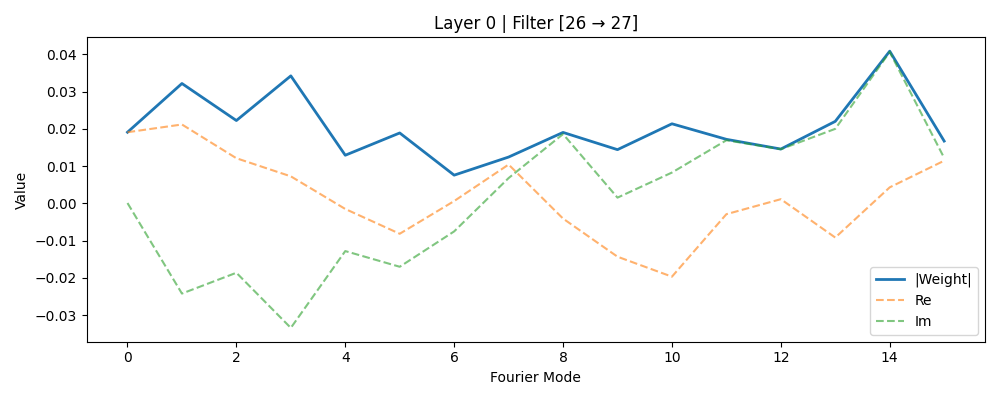 Layer 0 | Filter [26 → 27]
Value
0.04
0.03
0.02
0.01
0.00
−0.01
−0.02
−0.03
|Weight|
Re
Im
0 2 4 6 8 10 12 14
Fourier Mode